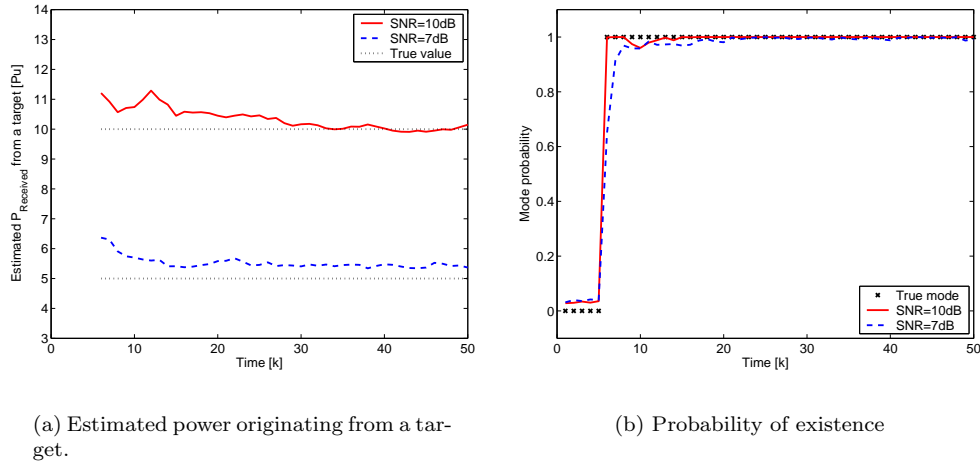 14
13
12
11
10
9
8
7
6
5
4
3
0
10
20
30
40
50
Time [k]
Estimated P_Received from a target [Pu]
SNR=10dB
SNR=7dB
True value
1
0.8
0.6
0.4
0.2
0
0
10
20
30
40
50
Time [k]
Mode probability
True mode
SNR=10dB
SNR=7dB
(a) Estimated power originating from a tar-
get.
(b) Probability of existence